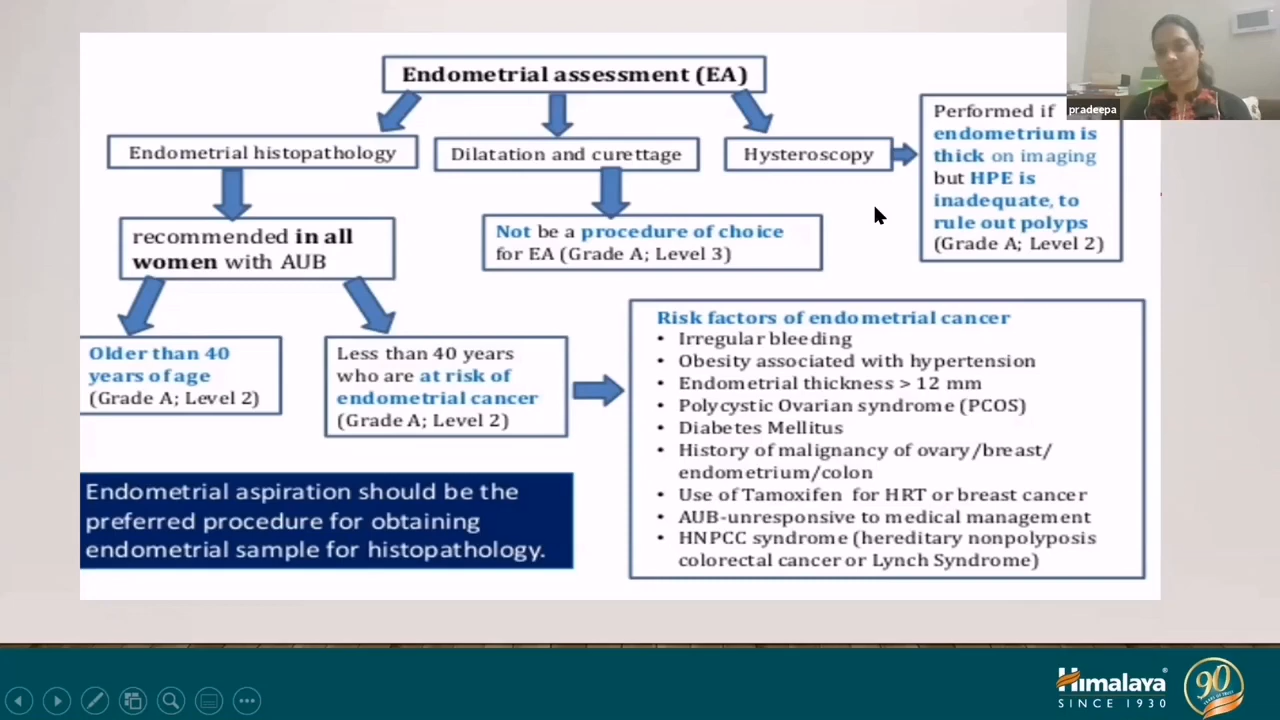 Endometrial assessment (EA)
Endometrial histopathology
Dilatation and curettage
Hysteroscopy
Performed if
endometrium is
thick on imaging
but HPE is
inadequate, to
rule out polyps
(Grade A; Level 2)
pradeepa
recommended in all
women with AUB
Not be a procedure of choice
for EA (Grade A; Level 3)
Older than 40
years of age
(Grade A; Level 2)
Less than 40 years
who are at risk of
endometrial cancer
(Grade A; Level 2)
Risk factors of endometrial cancer
• Irregular bleeding
• Obesity associated with hypertension
• Endometrial thickness > 12 mm
• Polycystic Ovarian syndrome (PCOS)
• Diabetes Mellitus
• History of malignancy of ovary/breast/
endometrium/colon
• Use of Tamoxifen for HRT or breast cancer
• AUB-unresponsive to medical management
• HNPCC syndrome (hereditary nonpolyposis
colorectal cancer or Lynch Syndrome)
Endometrial aspiration should be the
preferred procedure for obtaining
endometrial sample for histopathology.
Himalaya
SINCE 1930
90